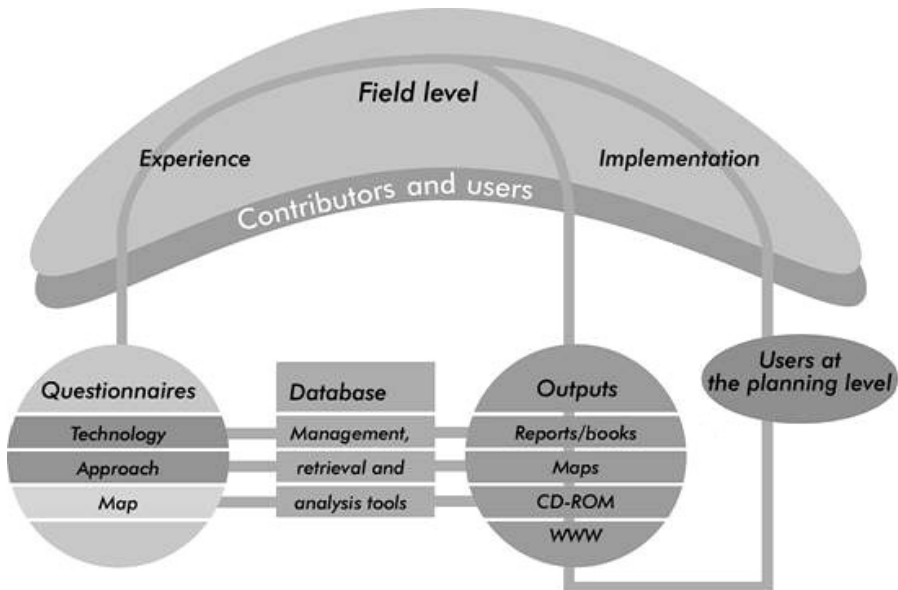 Field level
Experience
Implementation
Contributors and users
Questionnaires
Technology
Approach
Map
Database
Management,
retrieval and
analysis tools
Outputs
Reports/books
Maps
CD-ROM
WWW
Users at
the planning level